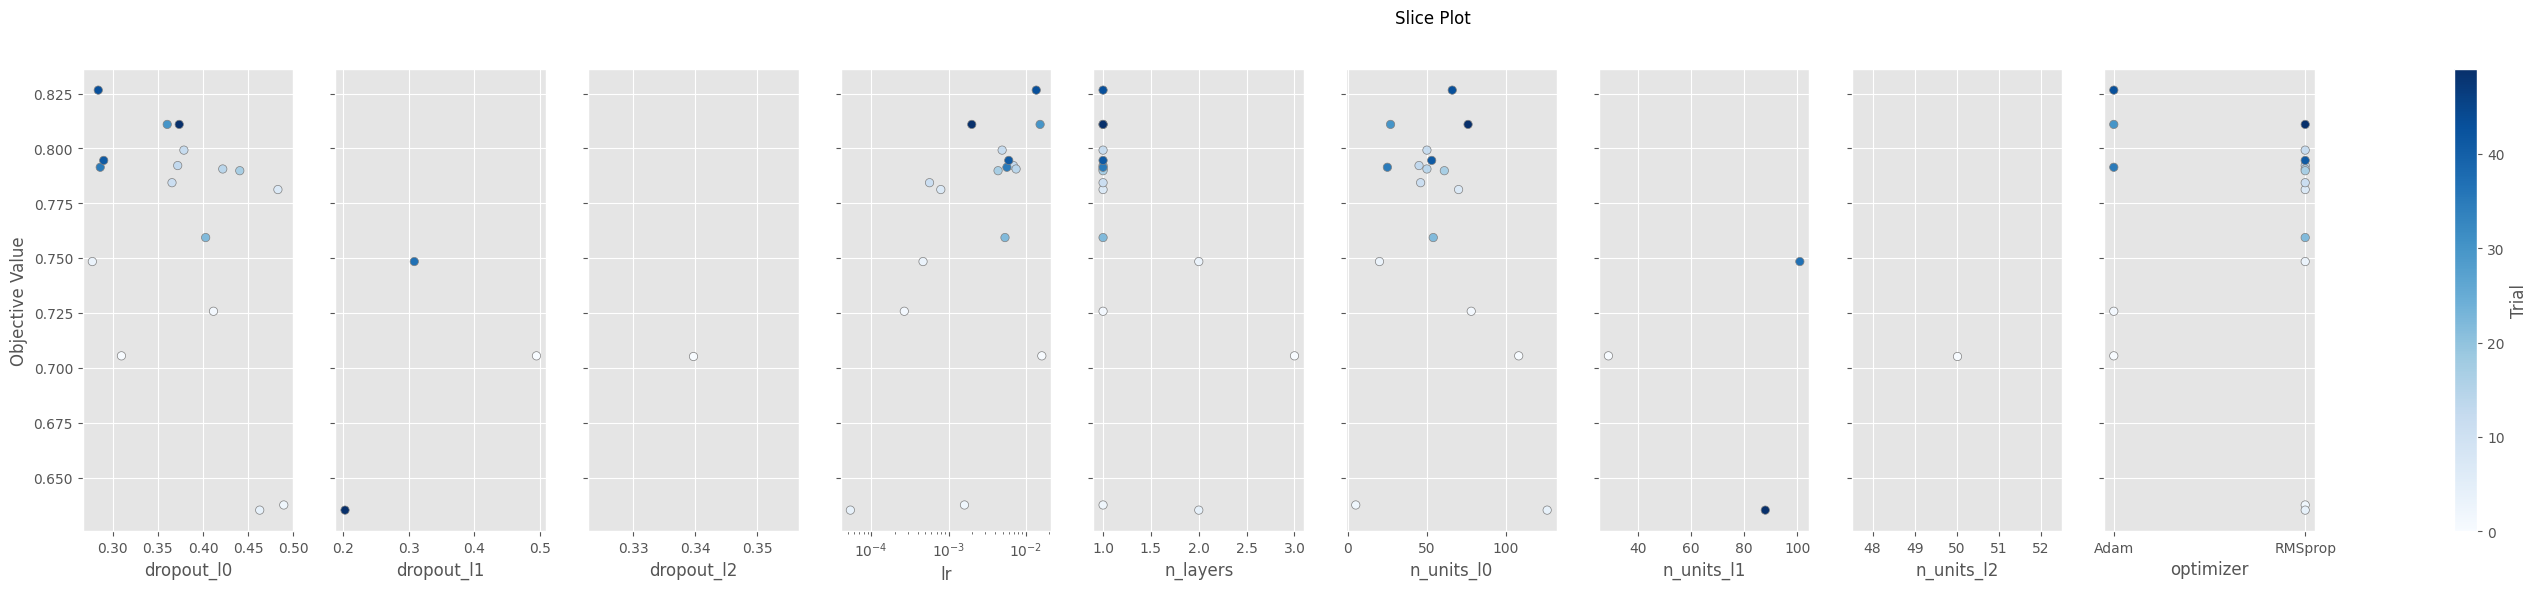 Slice Plot
Objective Value
0.825
0.800
0.775
0.750
0.725
0.700
0.675
0.650
0.30 0.35 0.40 0.45 0.50
dropout_l0
0.2 0.3 0.4 0.5
dropout_l1
0.33 0.34 0.35
dropout_l2
10⁻⁴ 10⁻³ 10⁻²
lr
1.0 1.5 2.0 2.5 3.0
n_layers
0 50 100
n_units_l0
40 60 80 100
n_units_l1
48 49 50 51 52
n_units_l2
Adam RMSprop
optimizer
40
30
20
10
0
Trial